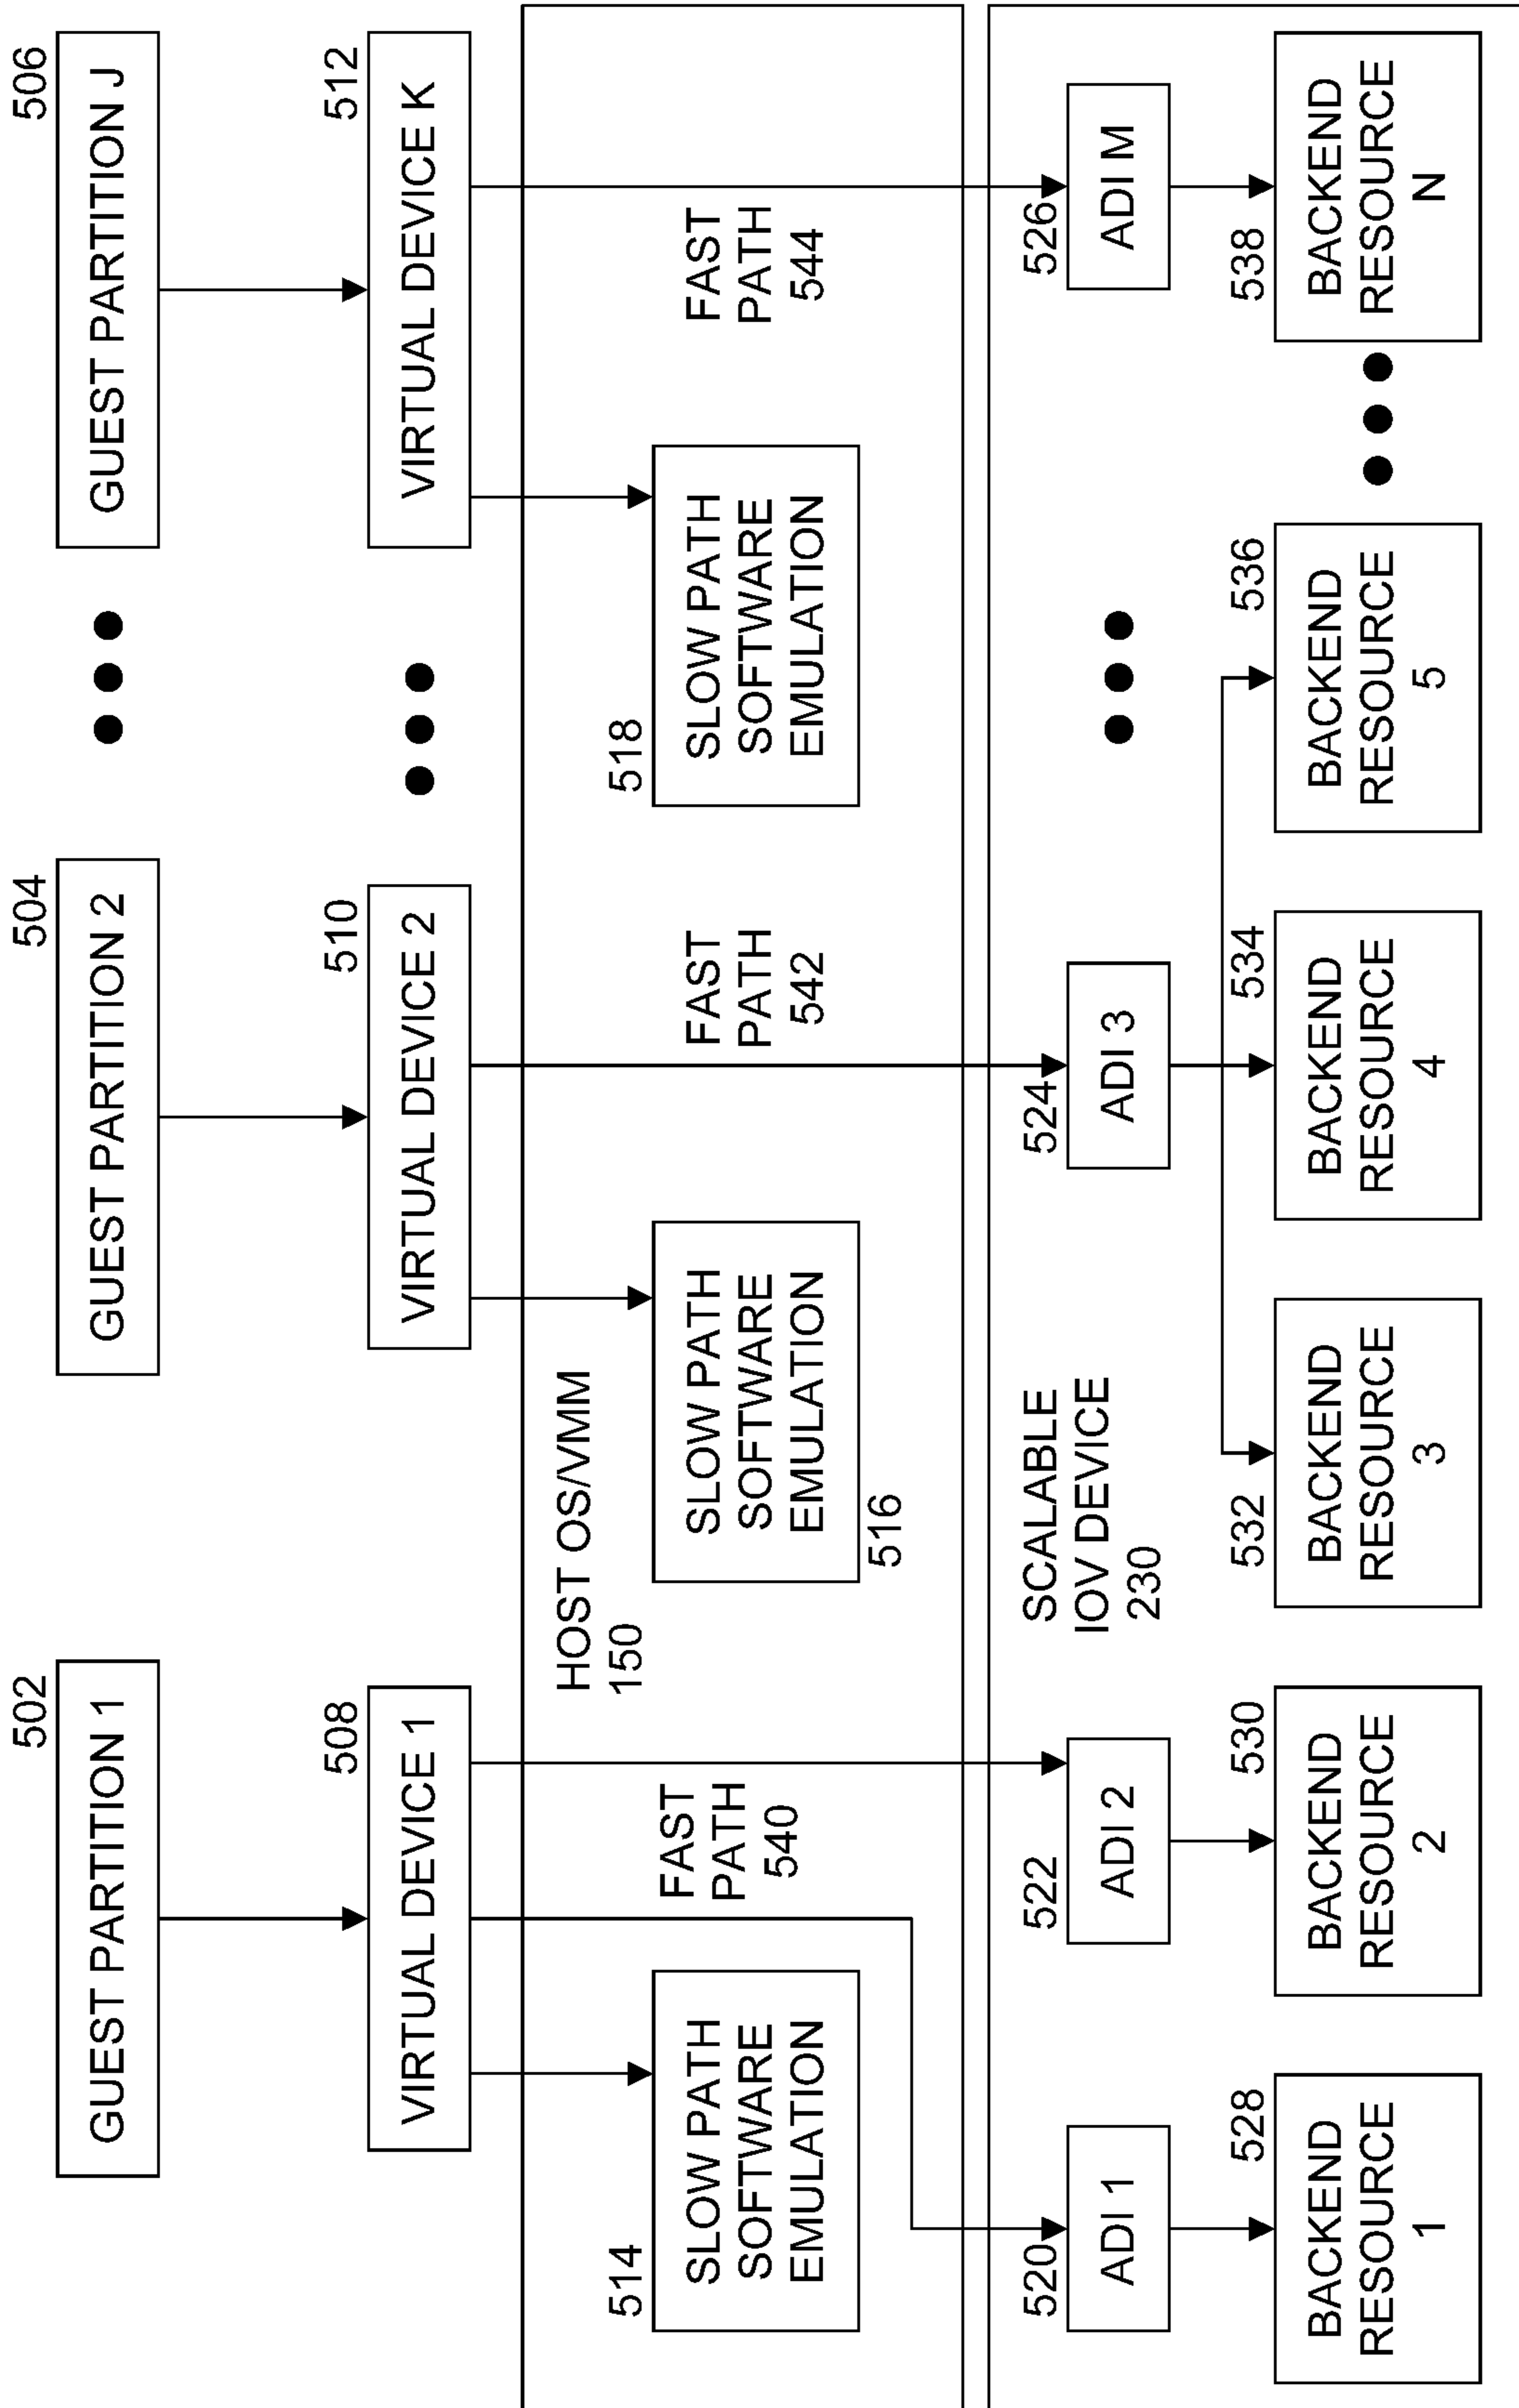 502
GUEST PARTITION 1
504
GUEST PARTITION 2
506
GUEST PARTITION J
508
VIRTUAL DEVICE 1
510
VIRTUAL DEVICE 2
512
VIRTUAL DEVICE K
HOST OS/VMM
150
514
SLOW PATH
SOFTWARE
EMULATION
FAST
PATH
540
SLOW PATH
SOFTWARE
EMULATION
516
FAST
PATH
542
518
SLOW PATH
SOFTWARE
EMULATION
FAST
PATH
544
SCALABLE
IOV DEVICE
230
520
ADI 1
522
ADI 2
524
ADI 3
526
ADI M
528
BACKEND
RESOURCE
1
530
BACKEND
RESOURCE
2
532
BACKEND
RESOURCE
3
534
BACKEND
RESOURCE
4
536
BACKEND
RESOURCE
5
538
BACKEND
RESOURCE
N